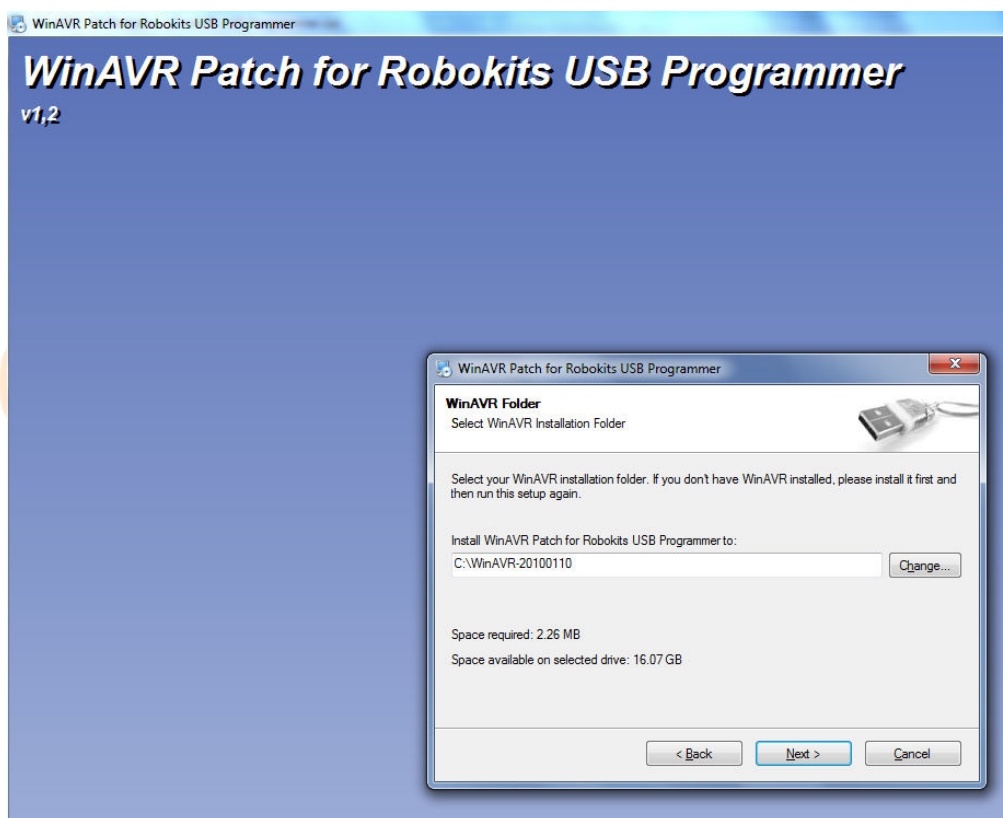 WinAVR Patch for Robokits USB Programmer
WinAVR Patch for Robokits USB Programmer
v1,2
WinAVR Patch for Robokits USB Programmer
WinAVR Folder
Select WinAVR Installation Folder
Select your WinAVR installation folder. If you don't have WinAVR installed, please install it first and
then run this setup again.
Install WinAVR Patch for Robokits USB Programmer to:
C:\WinAVR-20100110
Change...
Space required: 2.26 MB
Space available on selected drive: 16.07 GB
< Back
Next >
Cancel